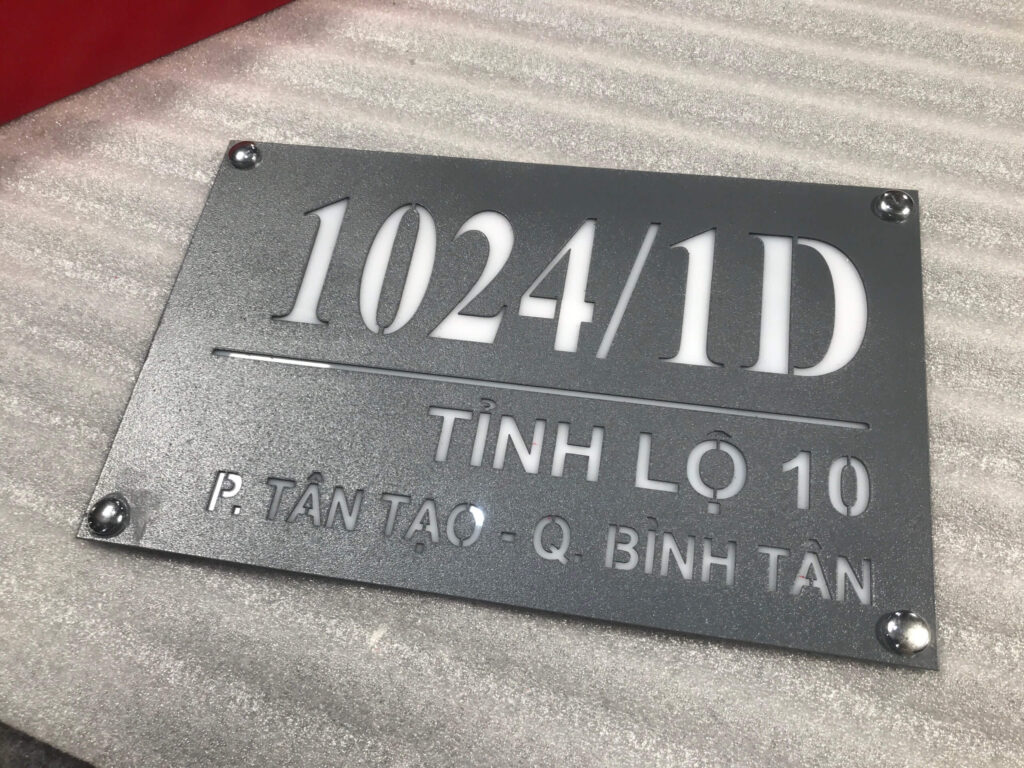 1024/1D
TỈNH LỘ 10
P. TÂN TẠO - Q. BÌNH TÂN